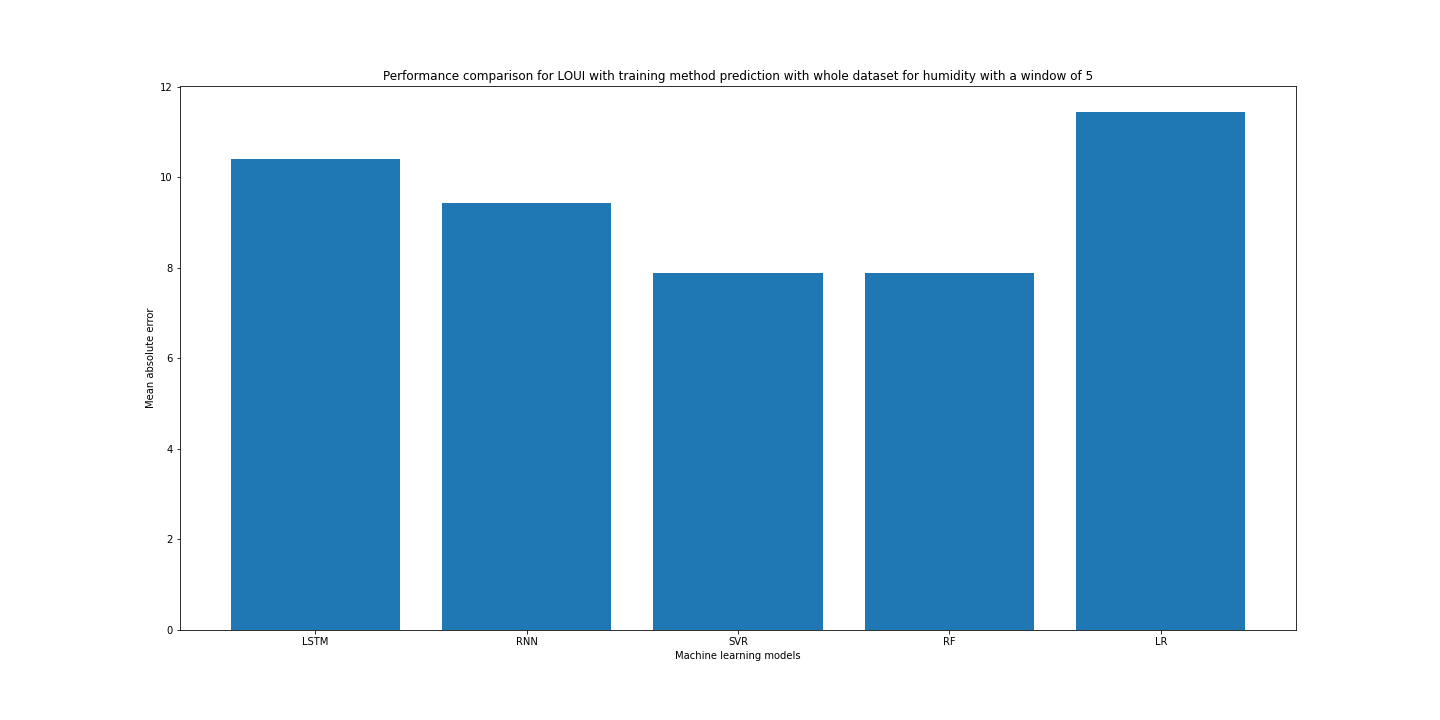 Performance comparison for LOUI with training method prediction with whole dataset for humidity with a window of 5
12
10
8
6
4
2
0
Mean absolute error
LSTM RNN SVR RF LR
Machine learning models